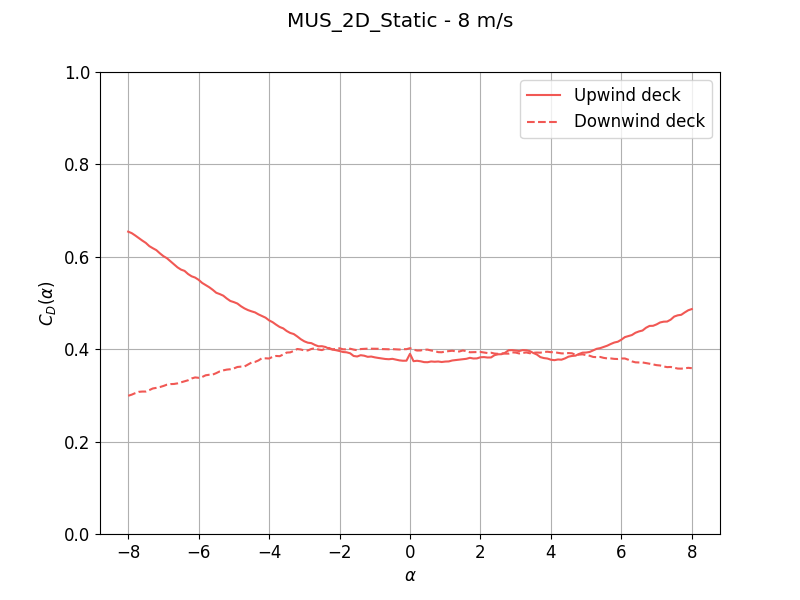 MUS_2D_Static - 8 m/s
Upwind deck
Downwind deck
1.0
0.8
0.6
0.4
0.2
0.0
C_D(α)
−8 −6 −4 −2 0 2 4 6 8
α